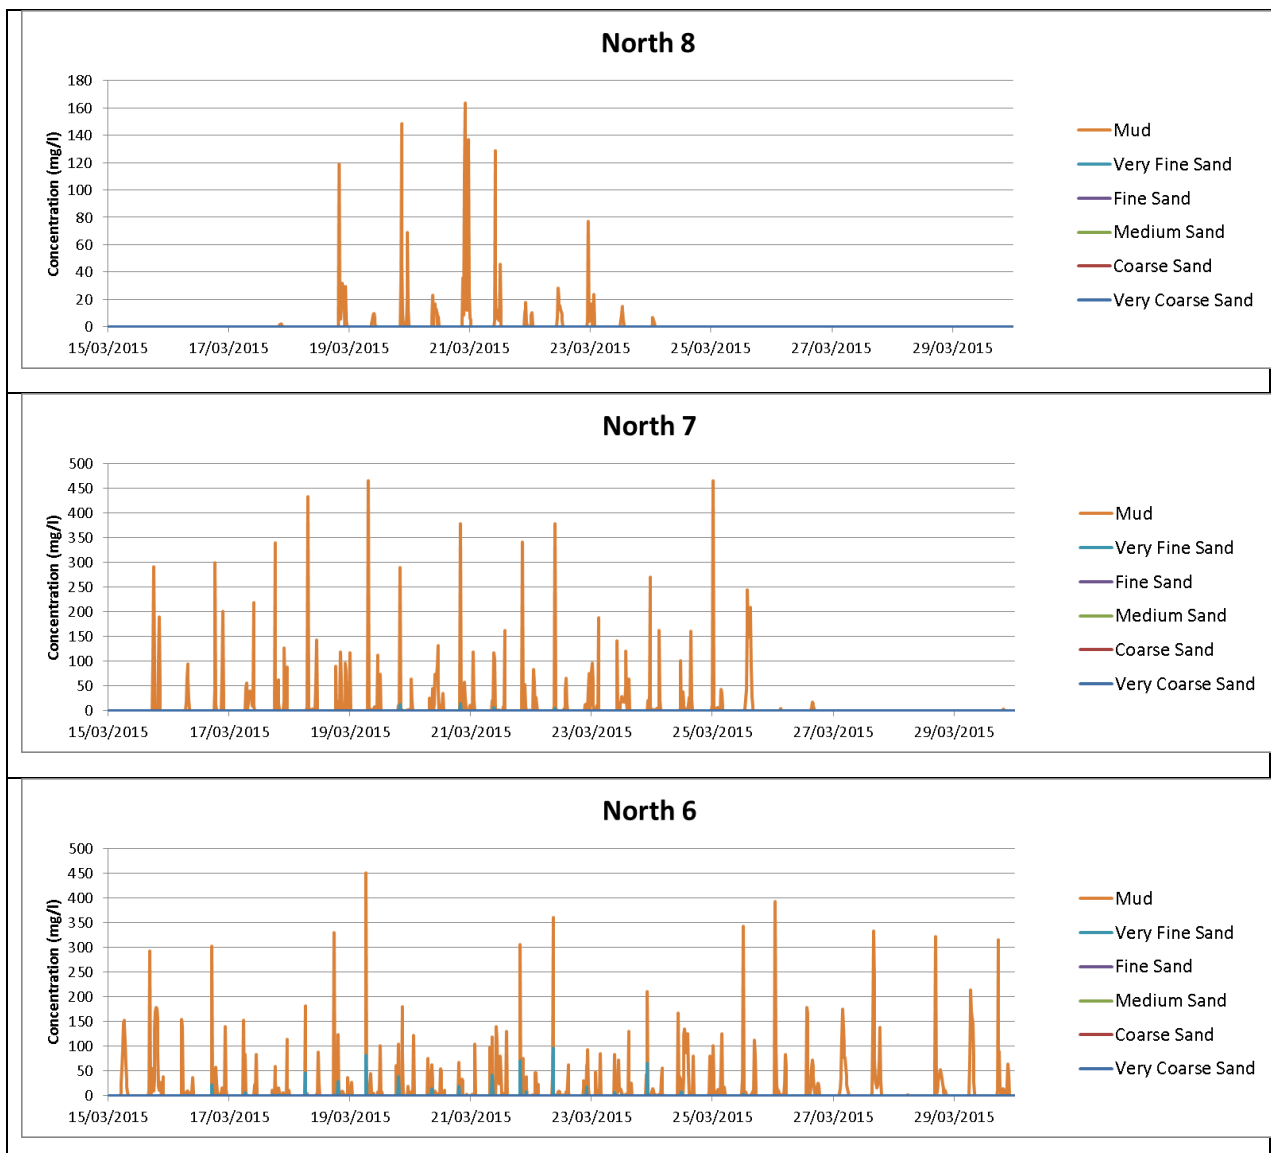 North 8
Concentration (mg/l)
180
160
140
120
100
80
60
40
20
0
15/03/2015 17/03/2015 19/03/2015 21/03/2015 23/03/2015 25/03/2015 27/03/2015 29/03/2015
Mud
Very Fine Sand
Fine Sand
Medium Sand
Coarse Sand
Very Coarse Sand
North 7
Concentration (mg/l)
500
450
400
350
300
250
200
150
100
50
0
15/03/2015 17/03/2015 19/03/2015 21/03/2015 23/03/2015 25/03/2015 27/03/2015 29/03/2015
Mud
Very Fine Sand
Fine Sand
Medium Sand
Coarse Sand
Very Coarse Sand
North 6
Concentration (mg/l)
500
450
400
350
300
250
200
150
100
50
0
15/03/2015 17/03/2015 19/03/2015 21/03/2015 23/03/2015 25/03/2015 27/03/2015 29/03/2015
Mud
Very Fine Sand
Fine Sand
Medium Sand
Coarse Sand
Very Coarse Sand